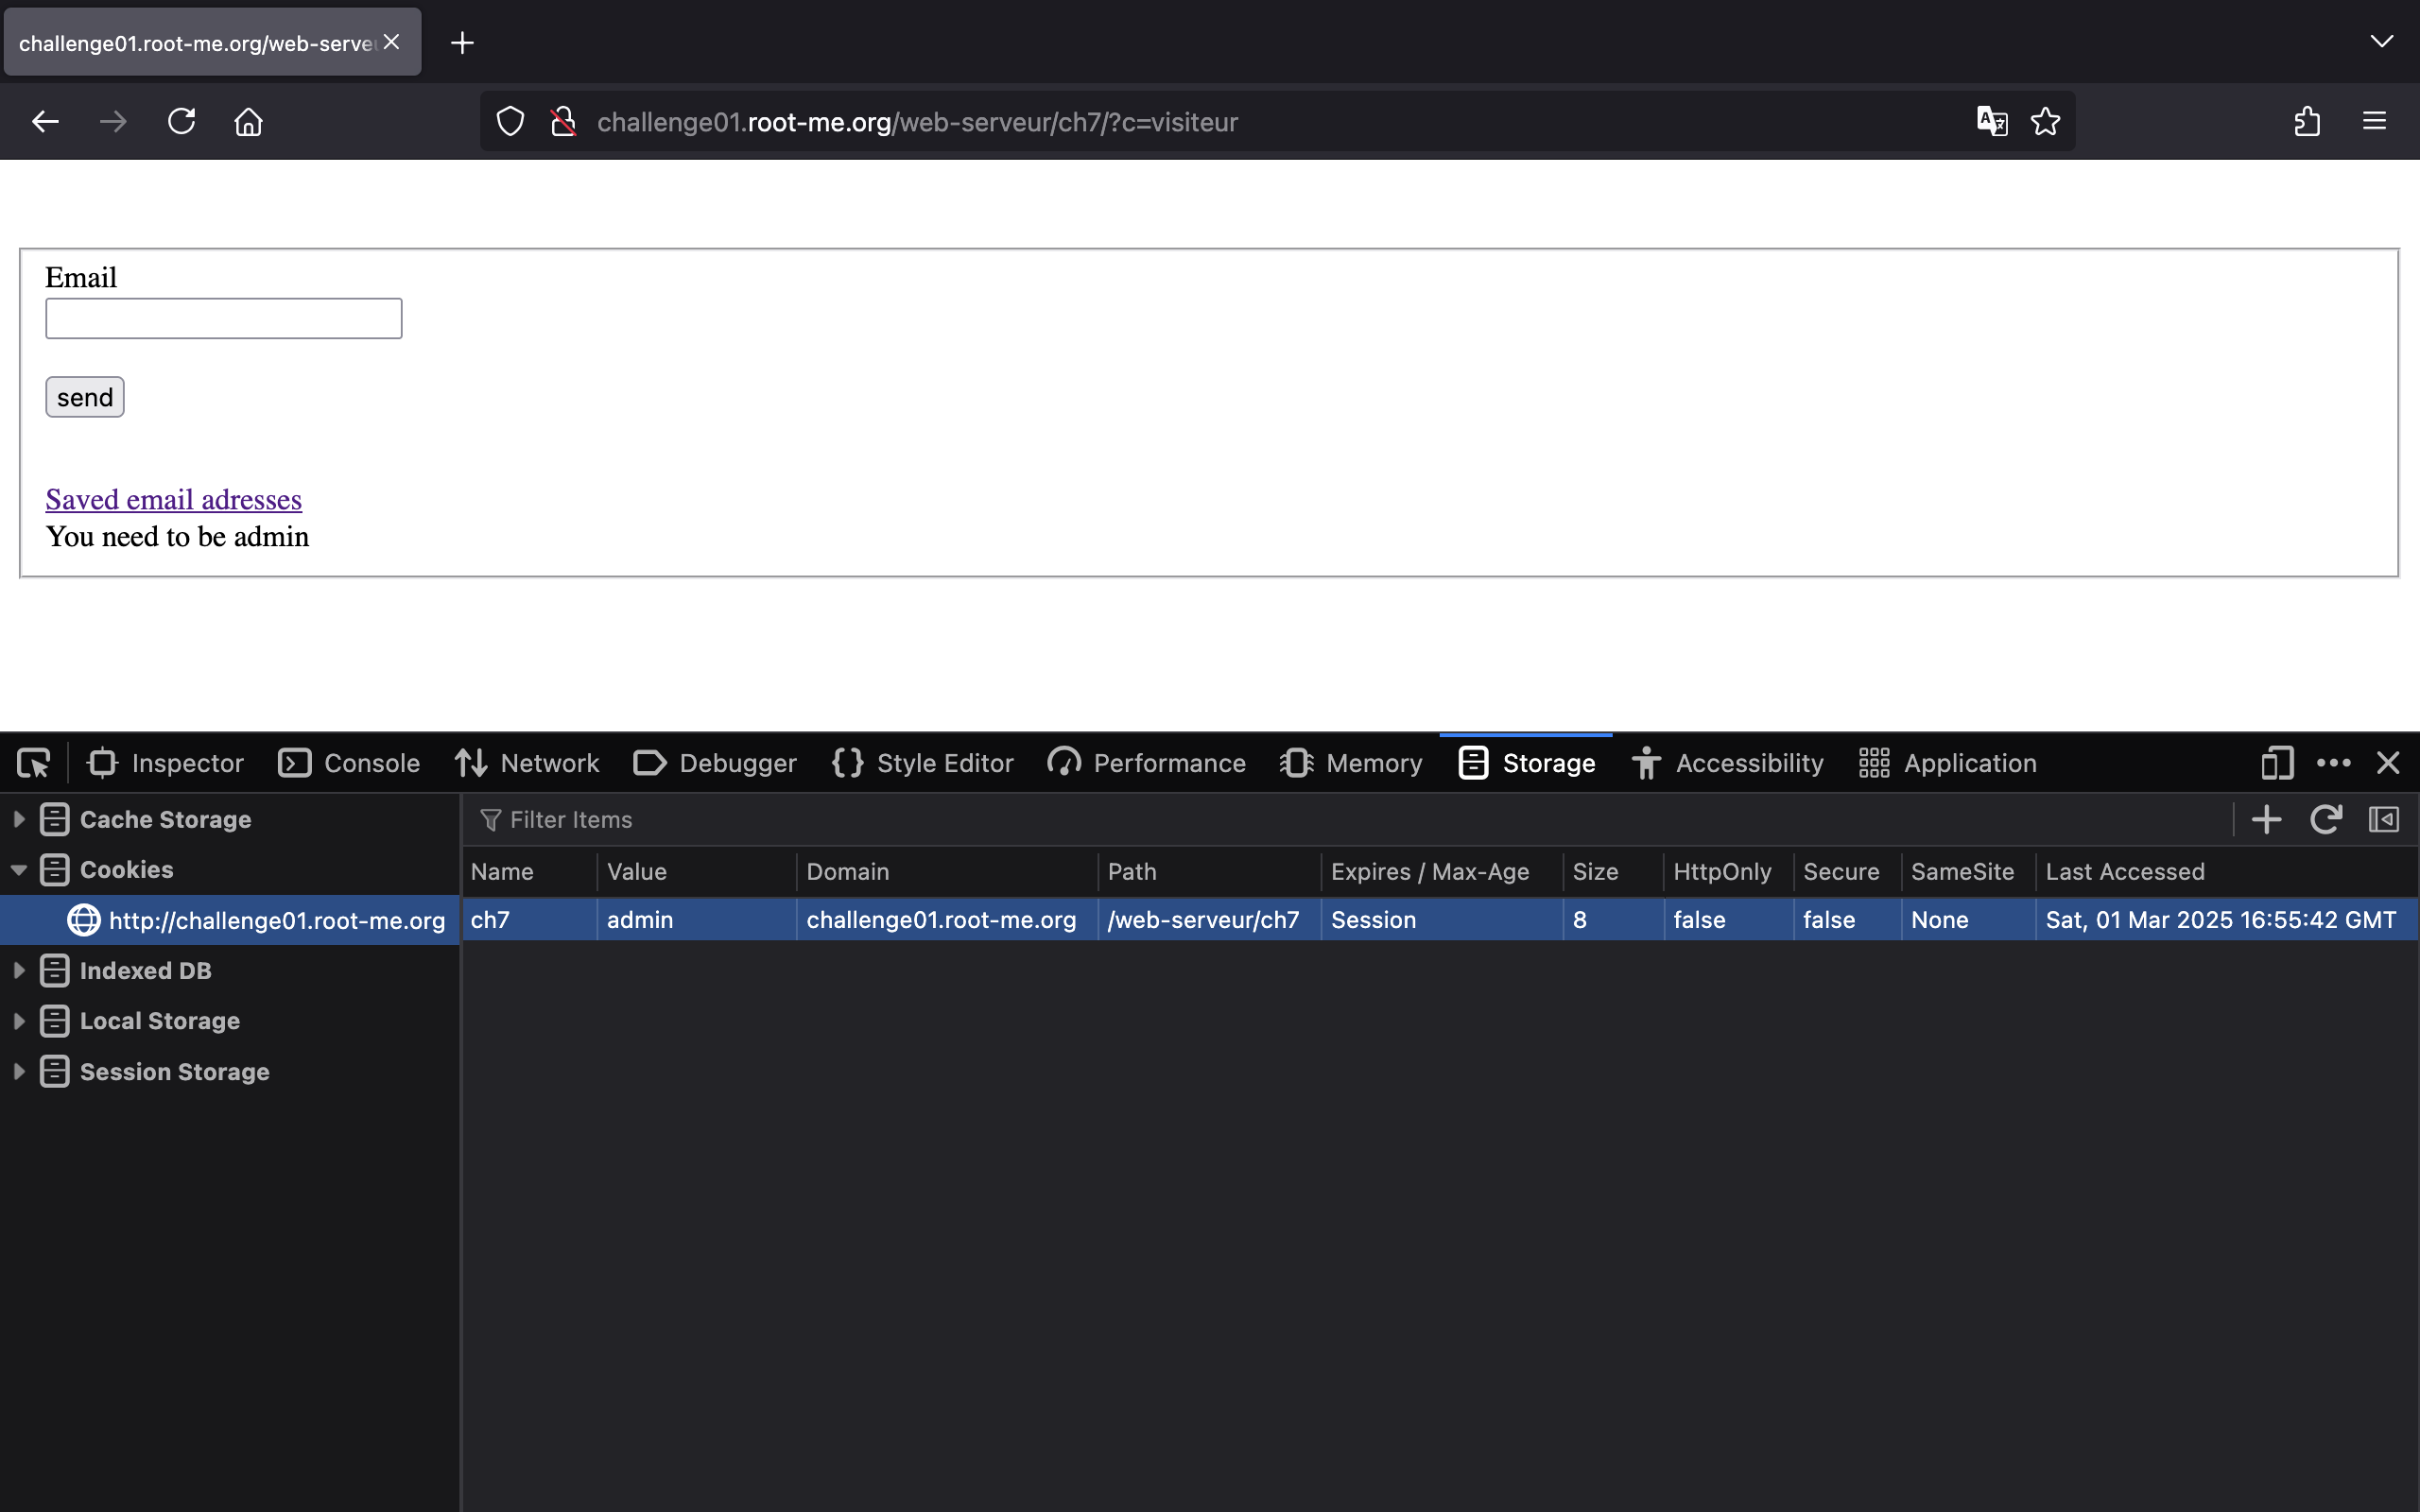 challenge01.root-me.org/web-serve
challenge01.root-me.org/web-serveur/ch7/?c=visiteur
Email
send
Saved email adresses
You need to be admin
Inspector Console Network Debugger Style Editor Performance Memory Storage Accessibility Application
Cache Storage
Filter Items
Cookies
Name Value Domain Path Expires / Max-Age Size HttpOnly Secure SameSite Last Accessed
http://challenge01.root-me.org
ch7 admin challenge01.root-me.org /web-serveur/ch7 Session 8 false false None Sat, 01 Mar 2025 16:55:42 GMT
Indexed DB
Local Storage
Session Storage